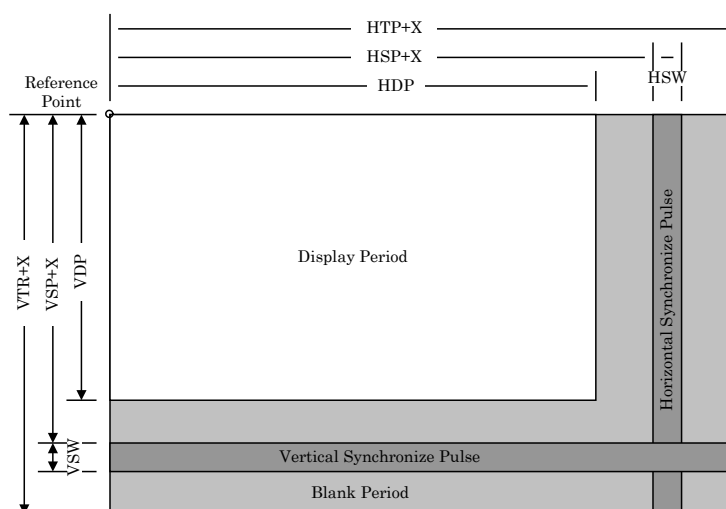 HTP+X
HSP+X
HSW
HDP
Reference
Point
Display Period
VTR+X
VSP+X
VDP
Horizontal Synchronize Pulse
VSW
Vertical Synchronize Pulse
Blank Period